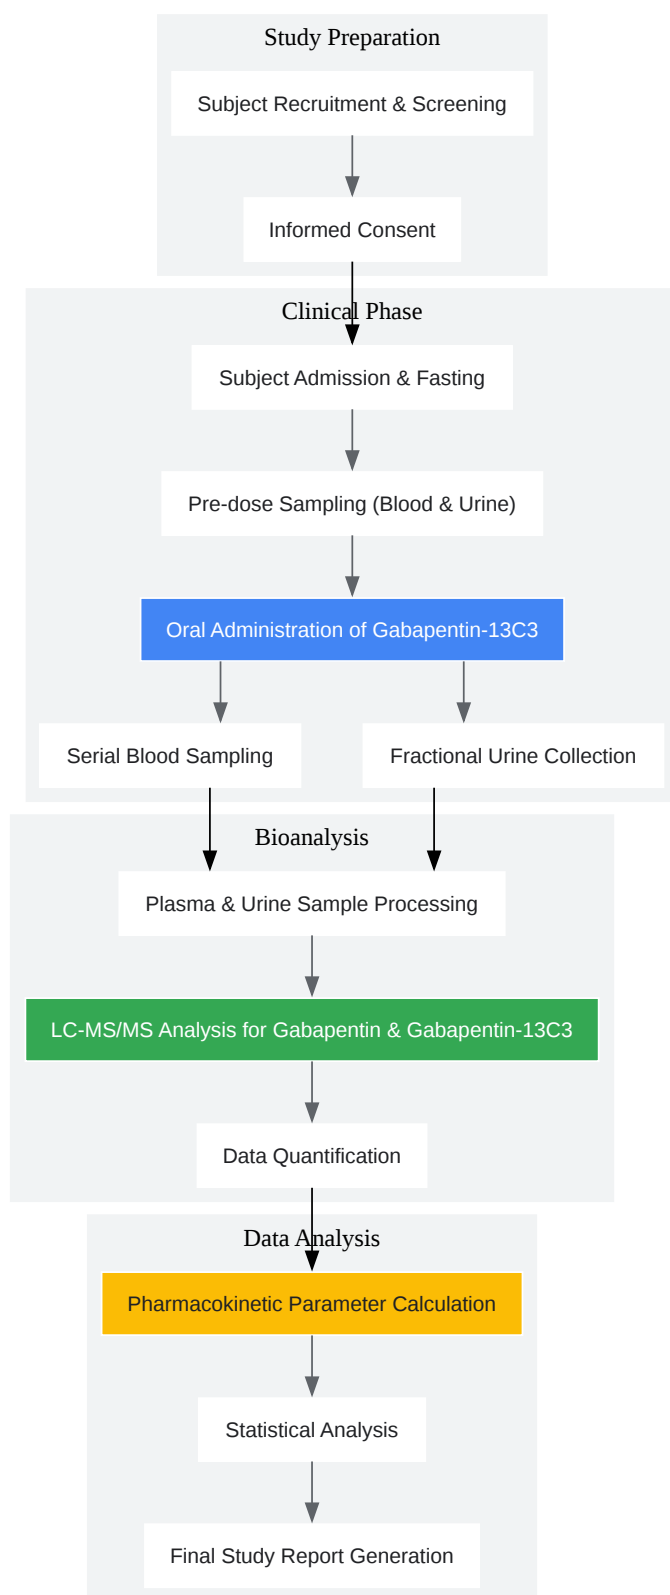 Study Preparation
Subject Recruitment & Screening
Informed Consent
Clinical Phase
Subject Admission & Fasting
Pre-dose Sampling (Blood & Urine)
Oral Administration of Gabapentin-13C3
Serial Blood Sampling
Fractional Urine Collection
Bioanalysis
Plasma & Urine Sample Processing
LC-MS/MS Analysis for Gabapentin & Gabapentin-13C3
Data Quantification
Data Analysis
Pharmacokinetic Parameter Calculation
Statistical Analysis
Final Study Report Generation